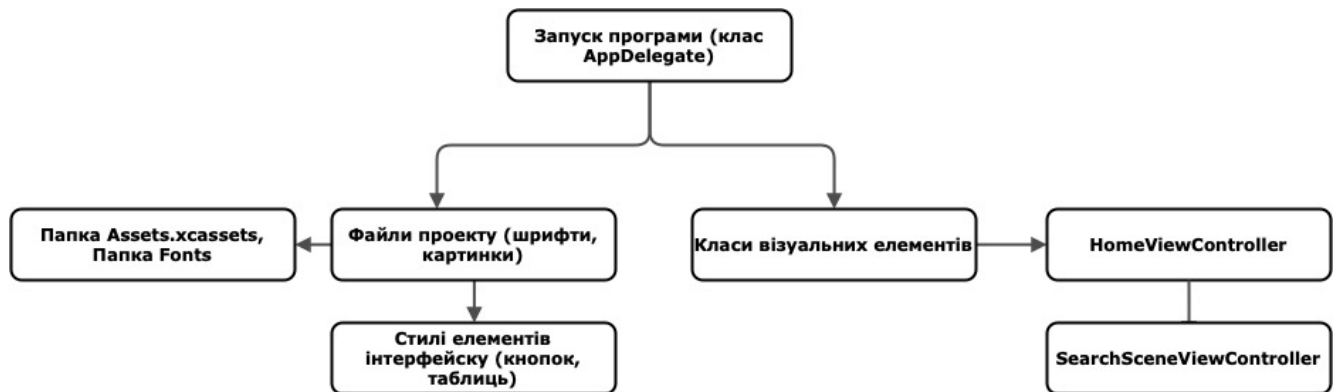 Запуск програми (клас
AppDelegate)
Папка Assets.xcassets,
Папка Fonts
Файли проекту (шрифти,
картинки)
Класи візуальних елементів
HomeViewController
Стилі елементів
інтерфейску (кнопок,
таблиць)
SearchSceneViewController